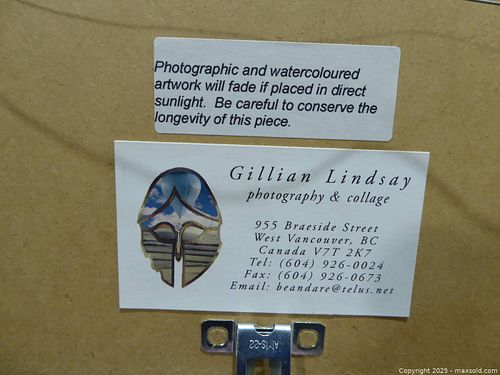 Photographic and watercoloured
artwork will fade if placed in direct
sunlight. Be careful to conserve the
longevity of this piece.
Gillian Lindsay
photography & collage
955 Braeside Street
West Vancouver, BC
Canada V7T 2K7
Tel: (604) 926-0024
Fax: (604) 926-0673
Email: beandare@telus.net
AMS-22
Copyright 2025 - maxsold.com